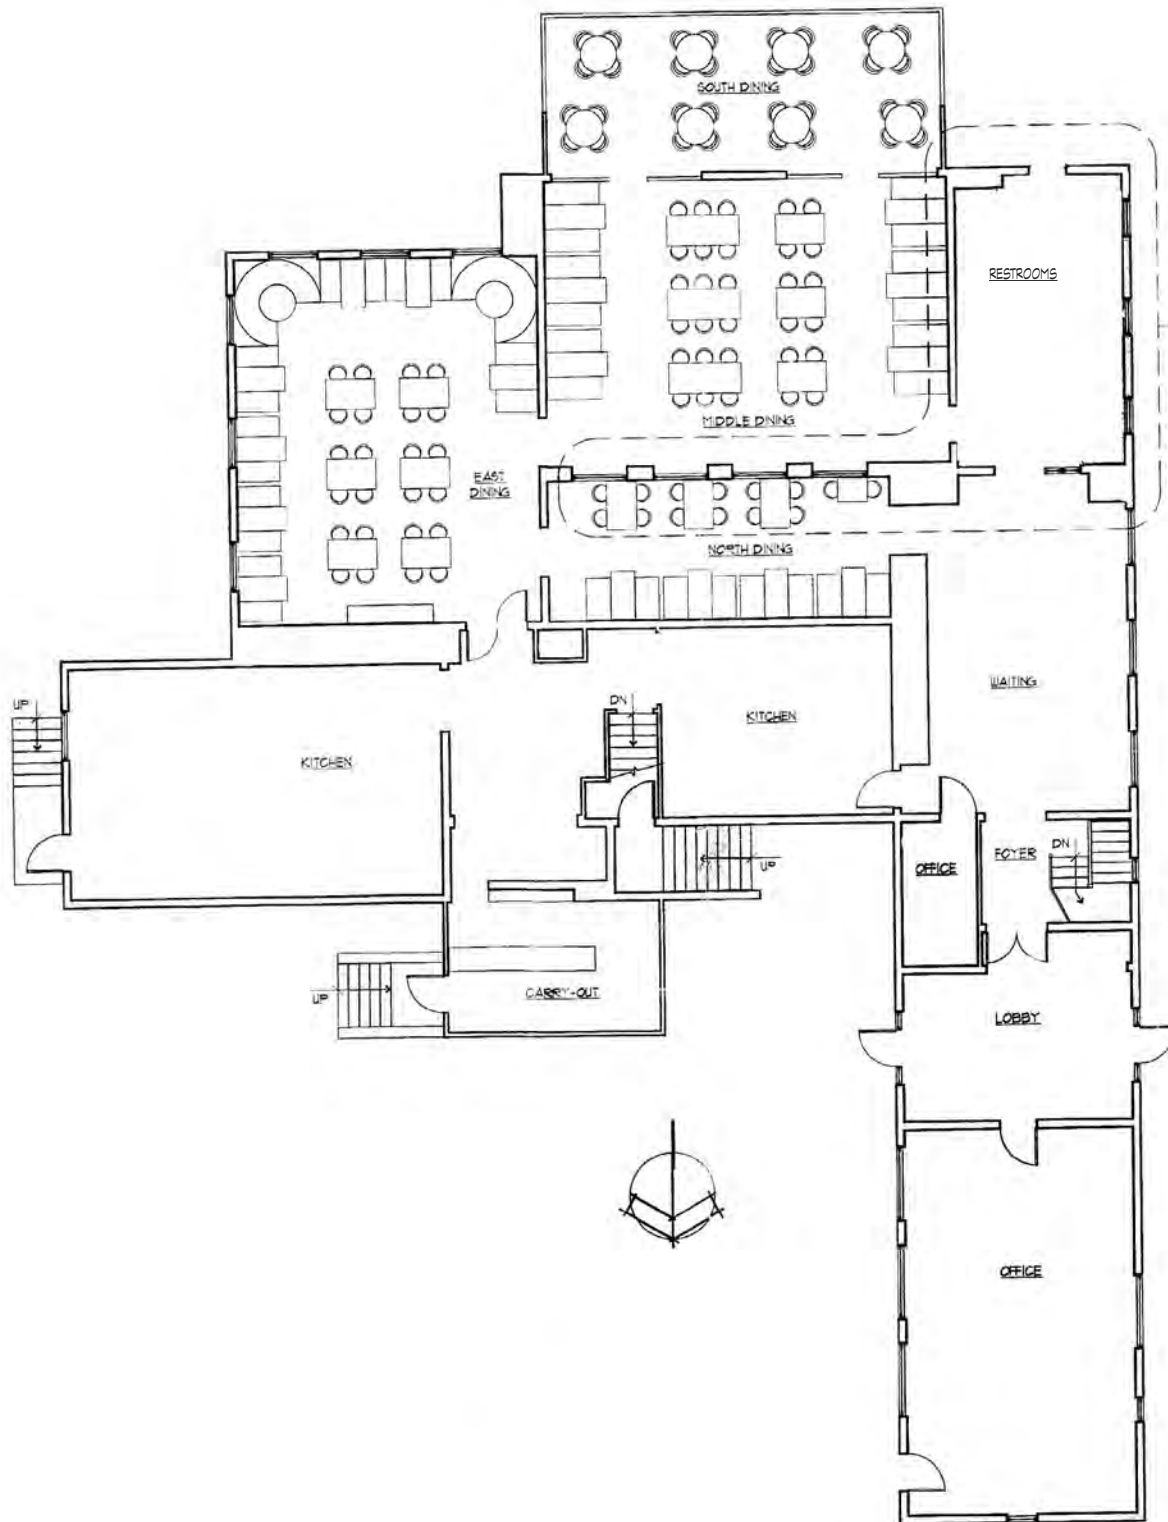 SOUTH DINING
RESTROOMS
MIDDLE DINING
EAST
DINING
NORTH DINING
WAITING
UP
DN
KITCHEN
KITCHEN
UP
OFFICE
FOYER
DN
UP
CARRY-OUT
LOBBY
OFFICE